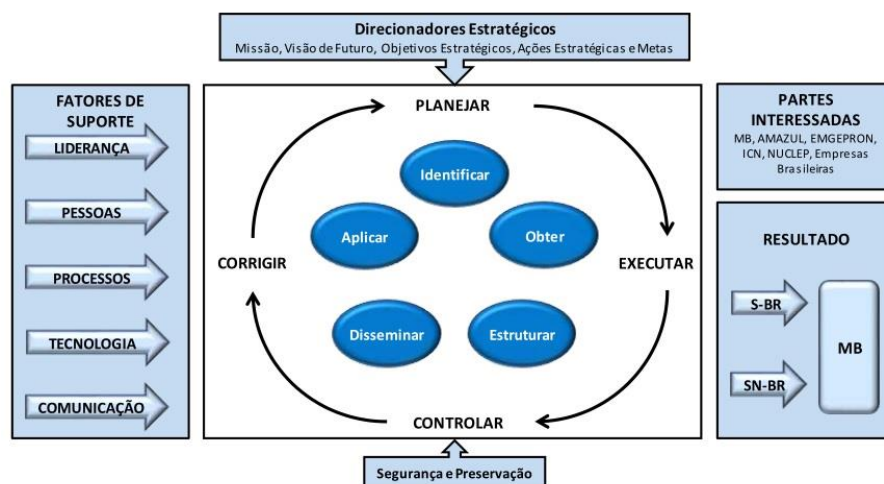 Direcionadores Estratégicos
Missão, Visão de Futuro, Objetivos Estratégicos, Ações Estratégicas e Metas
FATORES DE
SUPORTE
LIDERANÇA
PESSOAS
PROCESSOS
TECNOLOGIA
COMUNICAÇÃO
PLANEJAR
Identificar
Aplicar
Obter
CORRIGIR
EXECUTAR
Disseminar
Estruturar
CONTROLAR
PARTES
INTERESSADAS
MB, AMAZUL, EMGEPRON,
ICN, NUCLEP, Empresas
Brasileiras
RESULTADO
S-BR
MB
SN-BR
Segurança e Preservação